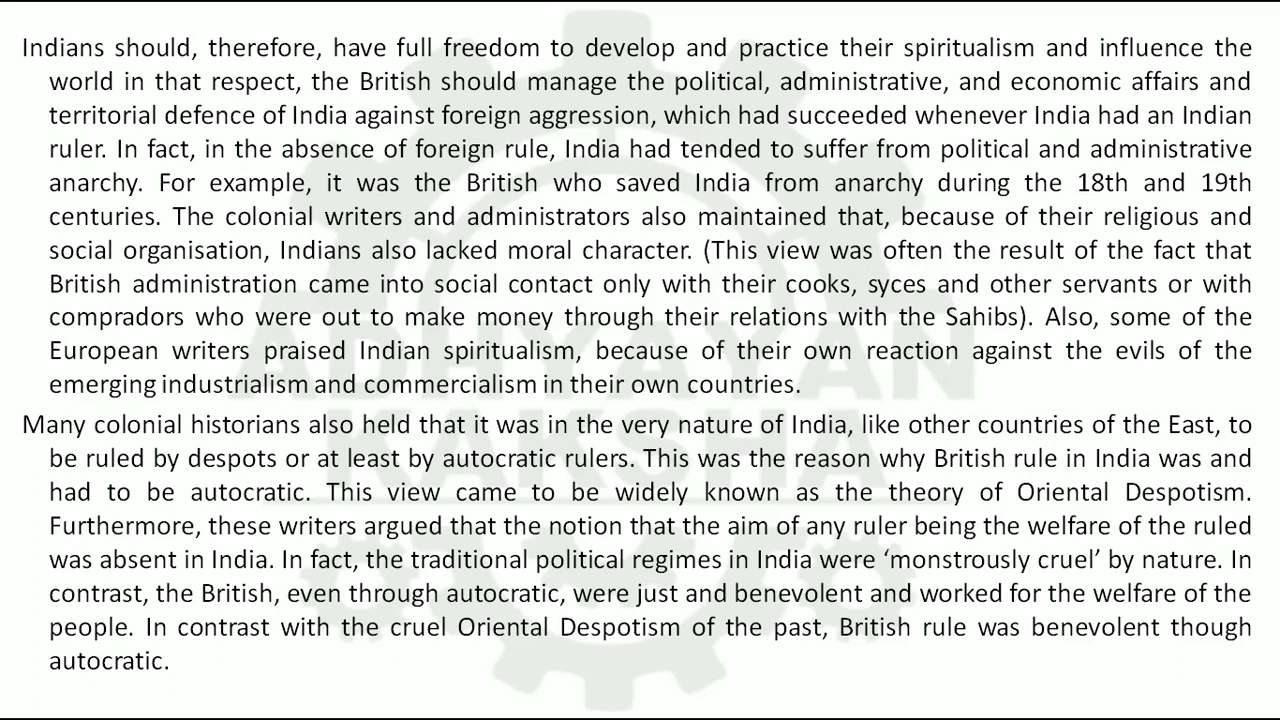 Indians should, therefore, have full freedom to develop and practice their spiritualism and influence the
world in that respect, the British should manage the political, administrative, and economic affairs and
territorial defence of India against foreign aggression, which had succeeded whenever India had an Indian
ruler. In fact, in the absence of foreign rule, India had tended to suffer from political and administrative
anarchy. For example, it was the British who saved India from anarchy during the 18th and 19th
centuries. The colonial writers and administrators also maintained that, because of their religious and
social organisation, Indians also lacked moral character. (This view was often the result of the fact that
British administration came into social contact only with their cooks, syces and other servants or with
compradors who were out to make money through their relations with the Sahibs). Also, some of the
European writers praised Indian spiritualism, because of their own reaction against the evils of the
emerging industrialism and commercialism in their own countries.
Many colonial historians also held that it was in the very nature of India, like other countries of the East, to
be ruled by despots or at least by autocratic rulers. This was the reason why British rule in India was and
had to be autocratic. This view came to be widely known as the theory of Oriental Despotism.
Furthermore, these writers argued that the notion that the aim of any ruler being the welfare of the ruled
was absent in India. In fact, the traditional political regimes in India were ‘monstrously cruel’ by nature. In
contrast, the British, even through autocratic, were just and benevolent and worked for the welfare of the
people. In contrast with the cruel Oriental Despotism of the past, British rule was benevolent though
autocratic.
ADHYAYAN
KAKSHA